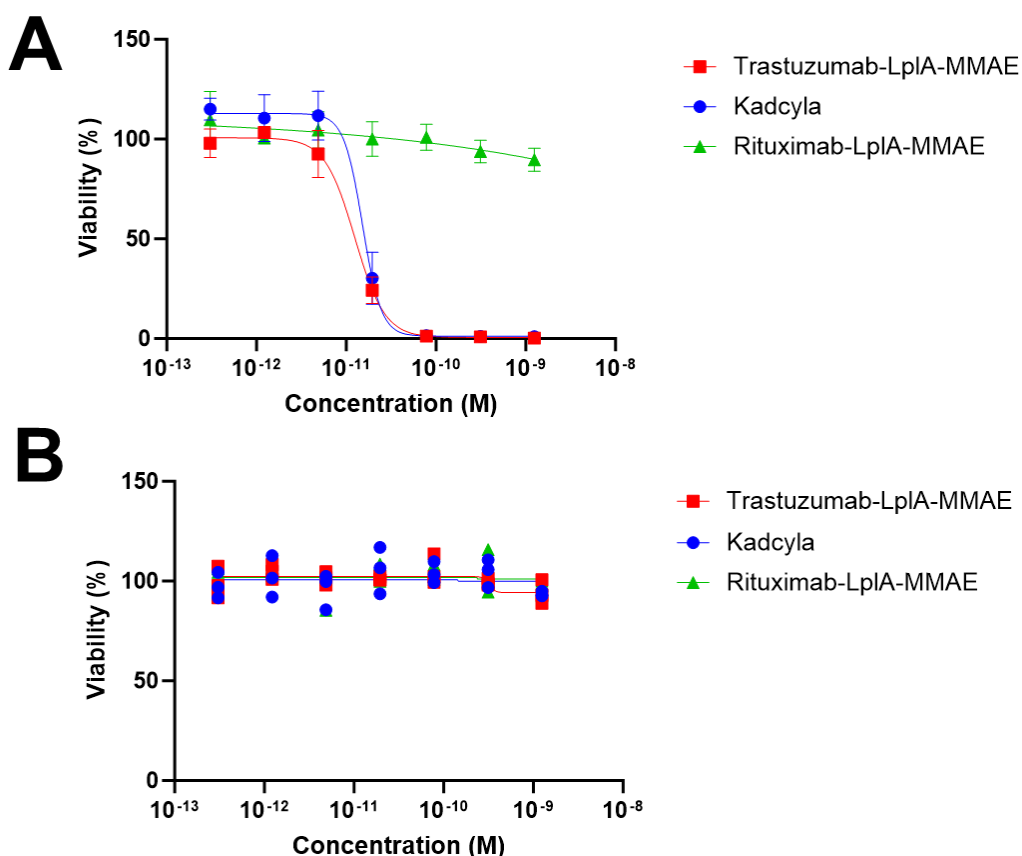 A
150
100
50
0
Viability (%)
10-13 10-12 10-11 10-10 10-9 10-8
Concentration (M)
Trastuzumab-LplA-MMAE
Kadcyla
Rituximab-LplA-MMAE
B
150
100
50
0
Viability (%)
10-13 10-12 10-11 10-10 10-9 10-8
Concentration (M)
Trastuzumab-LplA-MMAE
Kadcyla
Rituximab-LplA-MMAE